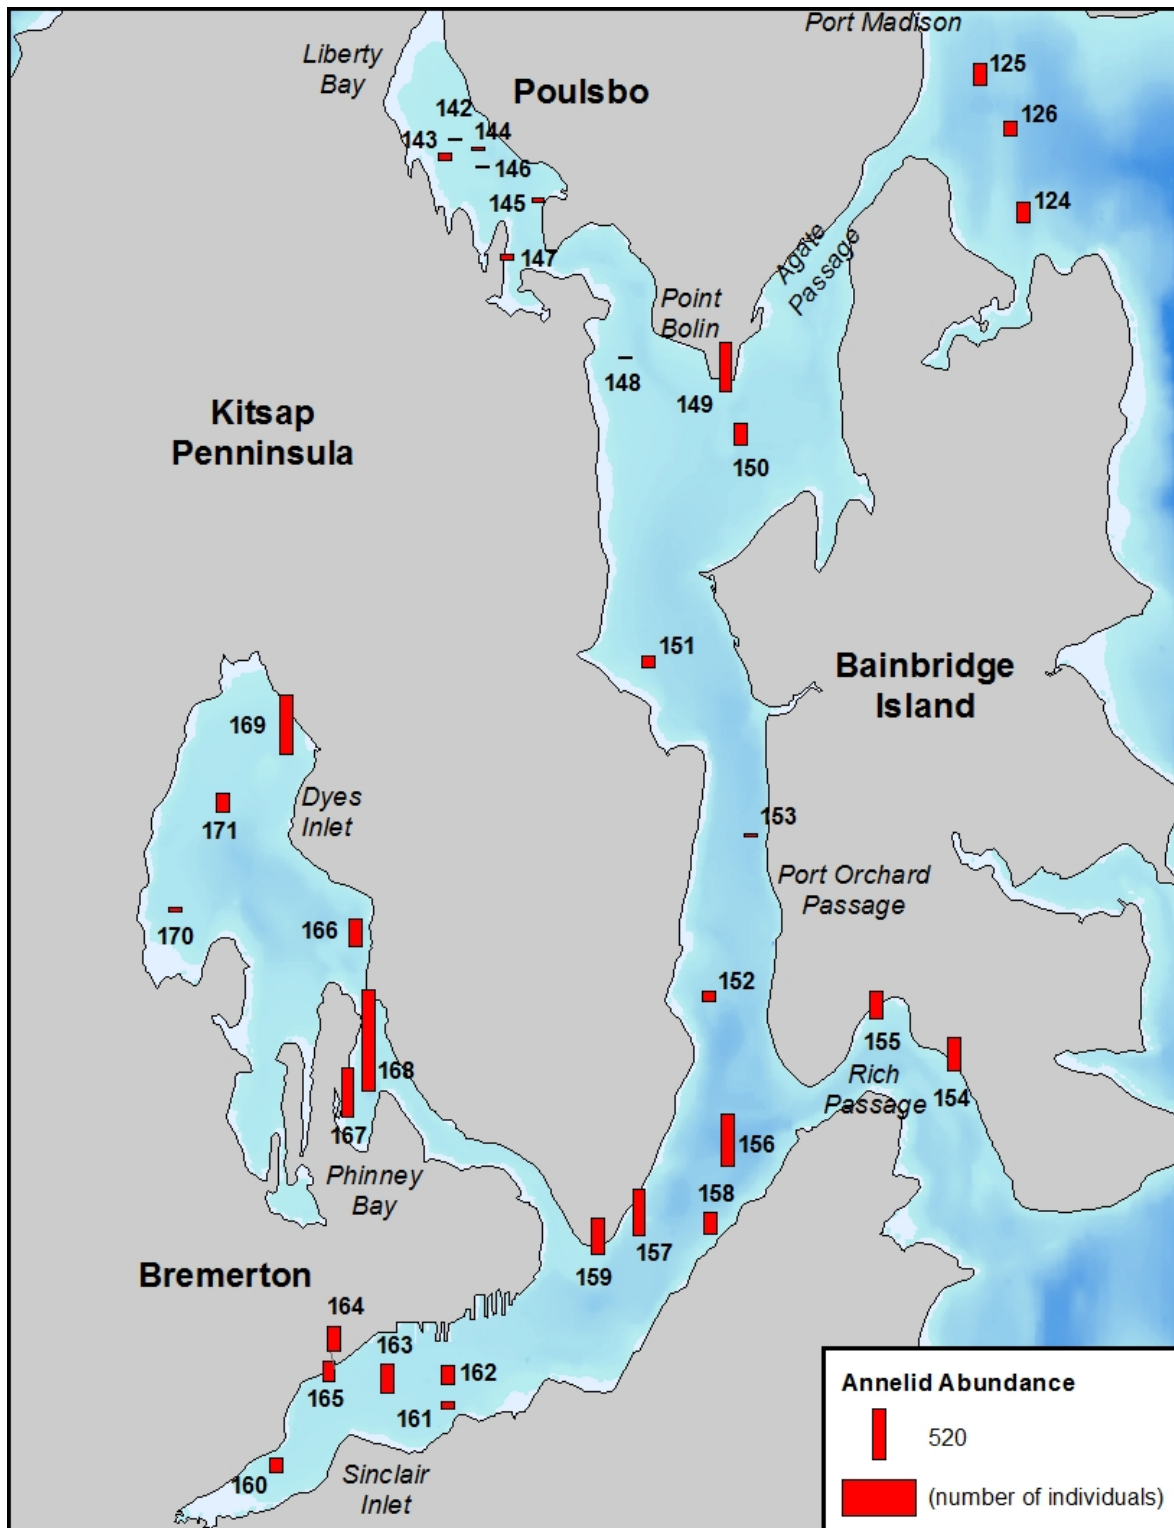 Port Madison
Liberty
Bay
Poulsbo
125
142
126
143
144
146
124
145
147
Agate
Passage
Point
Bolin
148
149
Kitsap
Penninsula
150
151
Bainbridge
Island
169
Dyes
Inlet
171
153
Port Orchard
Passage
170
166
152
155
168
Rich
Passage
154
167
156
Phinney
Bay
158
157
159
Bremerton
164
163
162
165
161
160
Sinclair
Inlet
Annelid Abundance
520
(number of individuals)